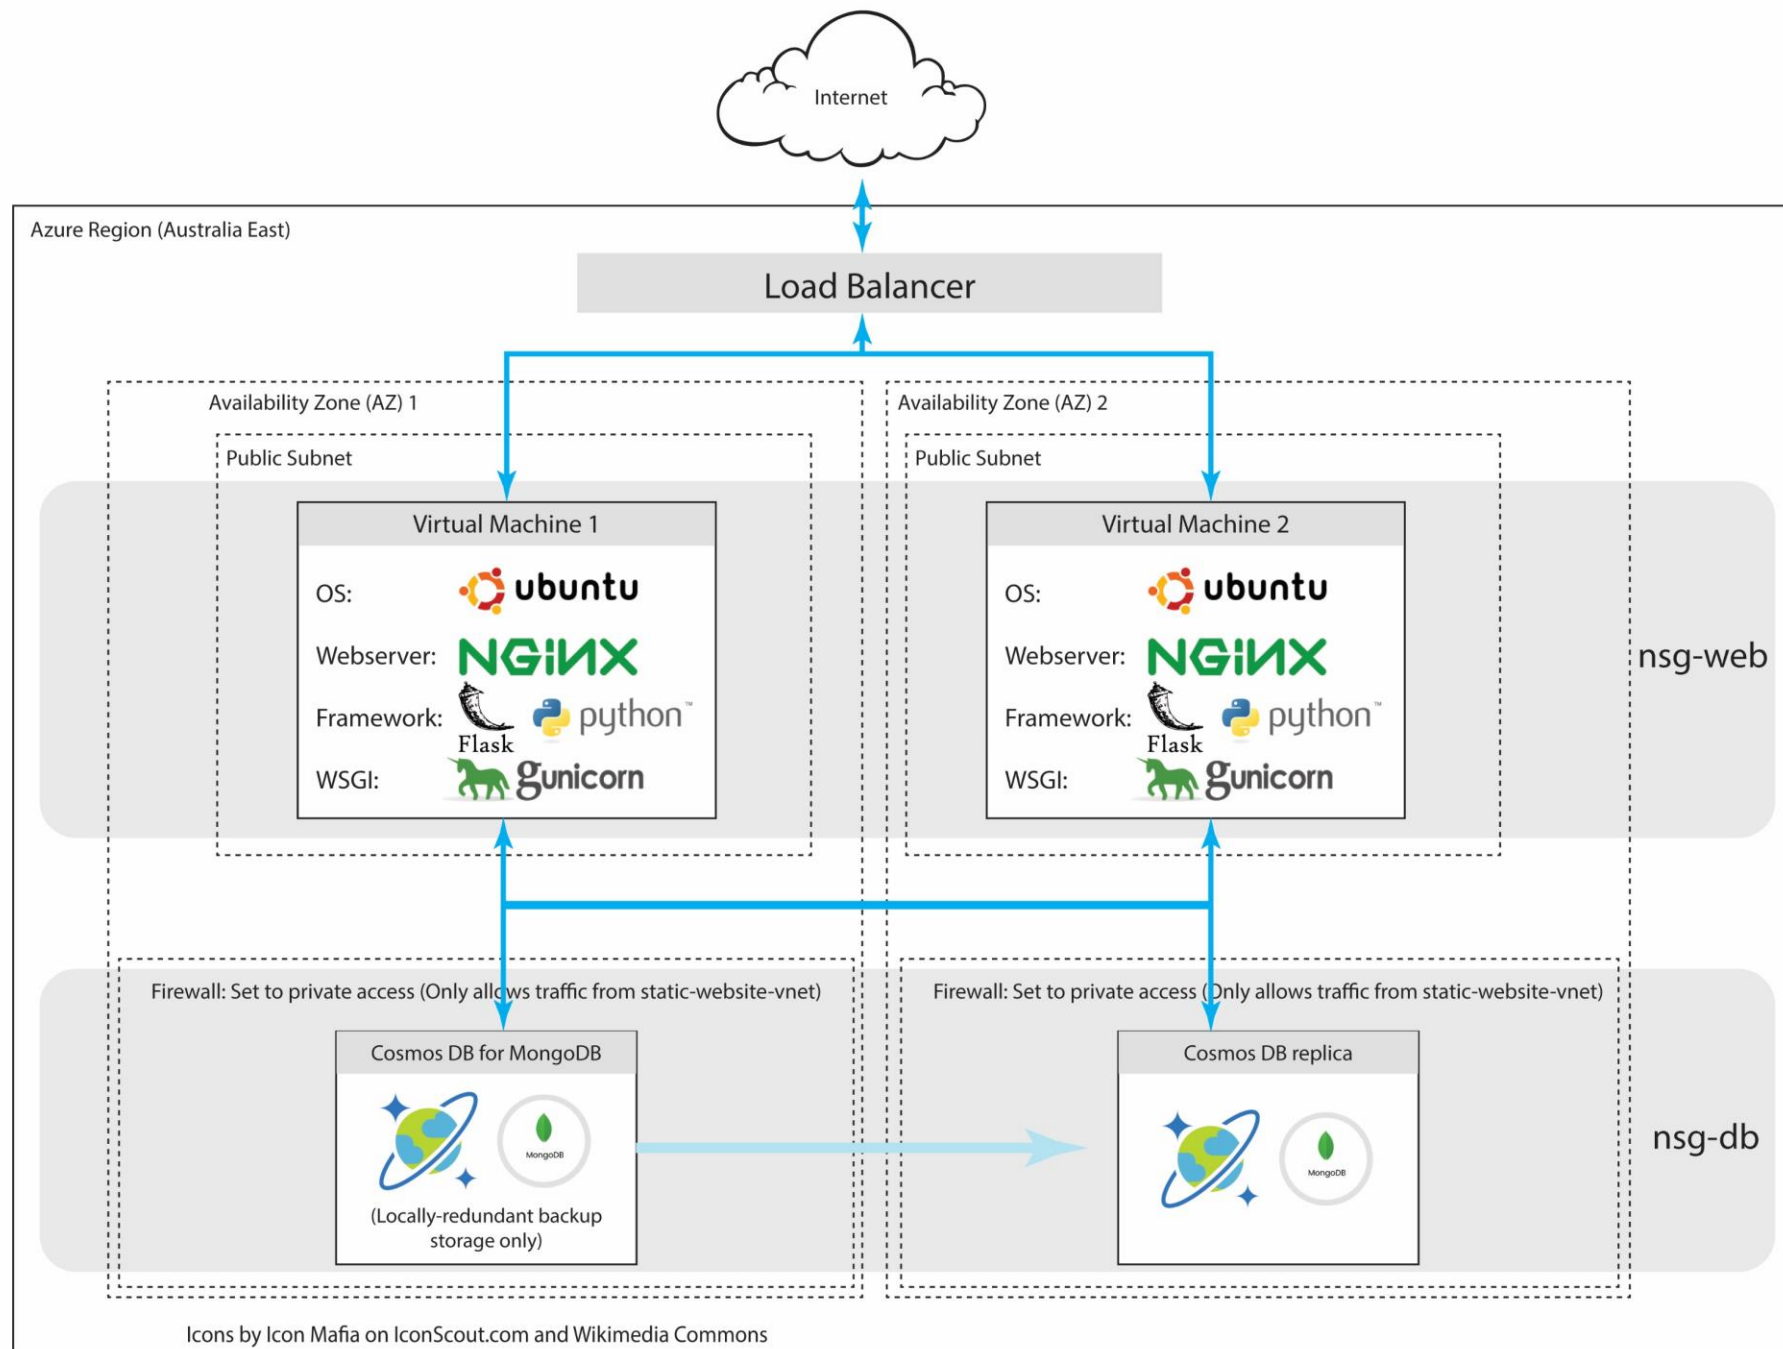 Internet
Azure Region (Australia East)
Load Balancer
Availability Zone (AZ) 1
Availability Zone (AZ) 2
Public Subnet
Public Subnet
Virtual Machine 1
OS:
ubuntu
Webserver:
NGINX
Framework:
Flask
python™
WSGI:
gunicorn
Virtual Machine 2
OS:
ubuntu
Webserver:
NGINX
Framework:
Flask
python™
WSGI:
gunicorn
nsg-web
Firewall: Set to private access (Only allows traffic from static-website-vnet)
Cosmos DB for MongoDB
MongoDB
(Locally-redundant backup
storage only)
Firewall: Set to private access (Only allows traffic from static-website-vnet)
Cosmos DB replica
MongoDB
nsg-db
Icons by Icon Mafia on IconScout.com and Wikimedia Commons